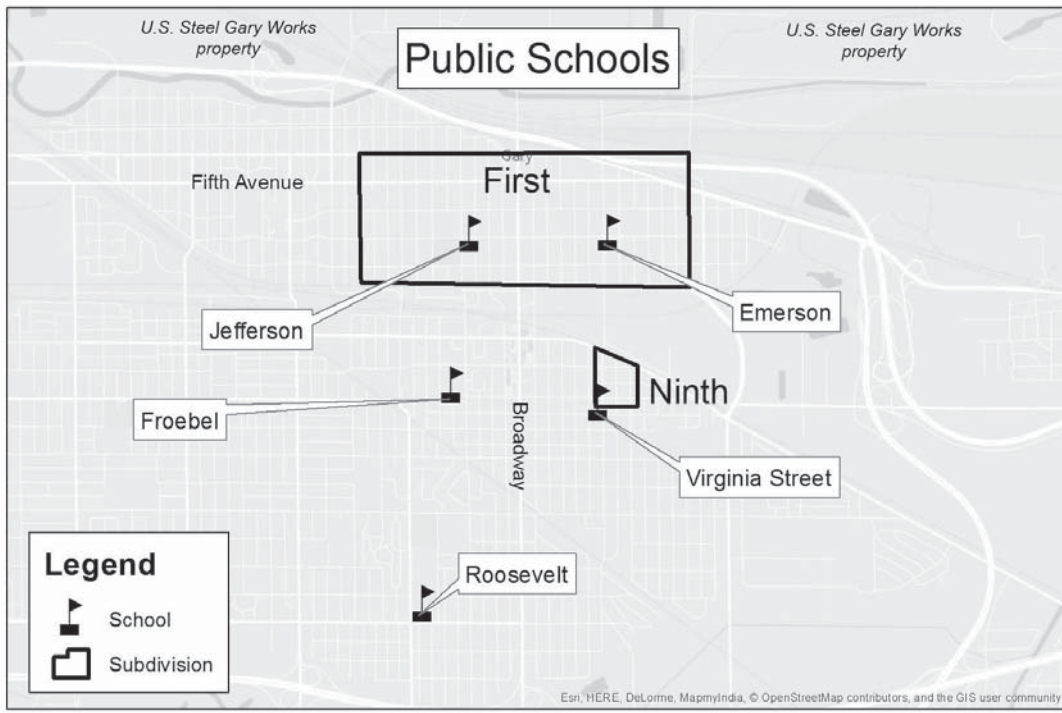 U.S. Steel Gary Works
property
Public Schools
U.S. Steel Gary Works
property
Gary
First
Fifth Avenue
Jefferson
Emerson
Ninth
Froebel
Broadway
Virginia Street
Roosevelt
Legend
School
Subdivision
Esri, HERE, DeLorme, MapmyIndia, © OpenStreetMap contributors, and the GIS user community